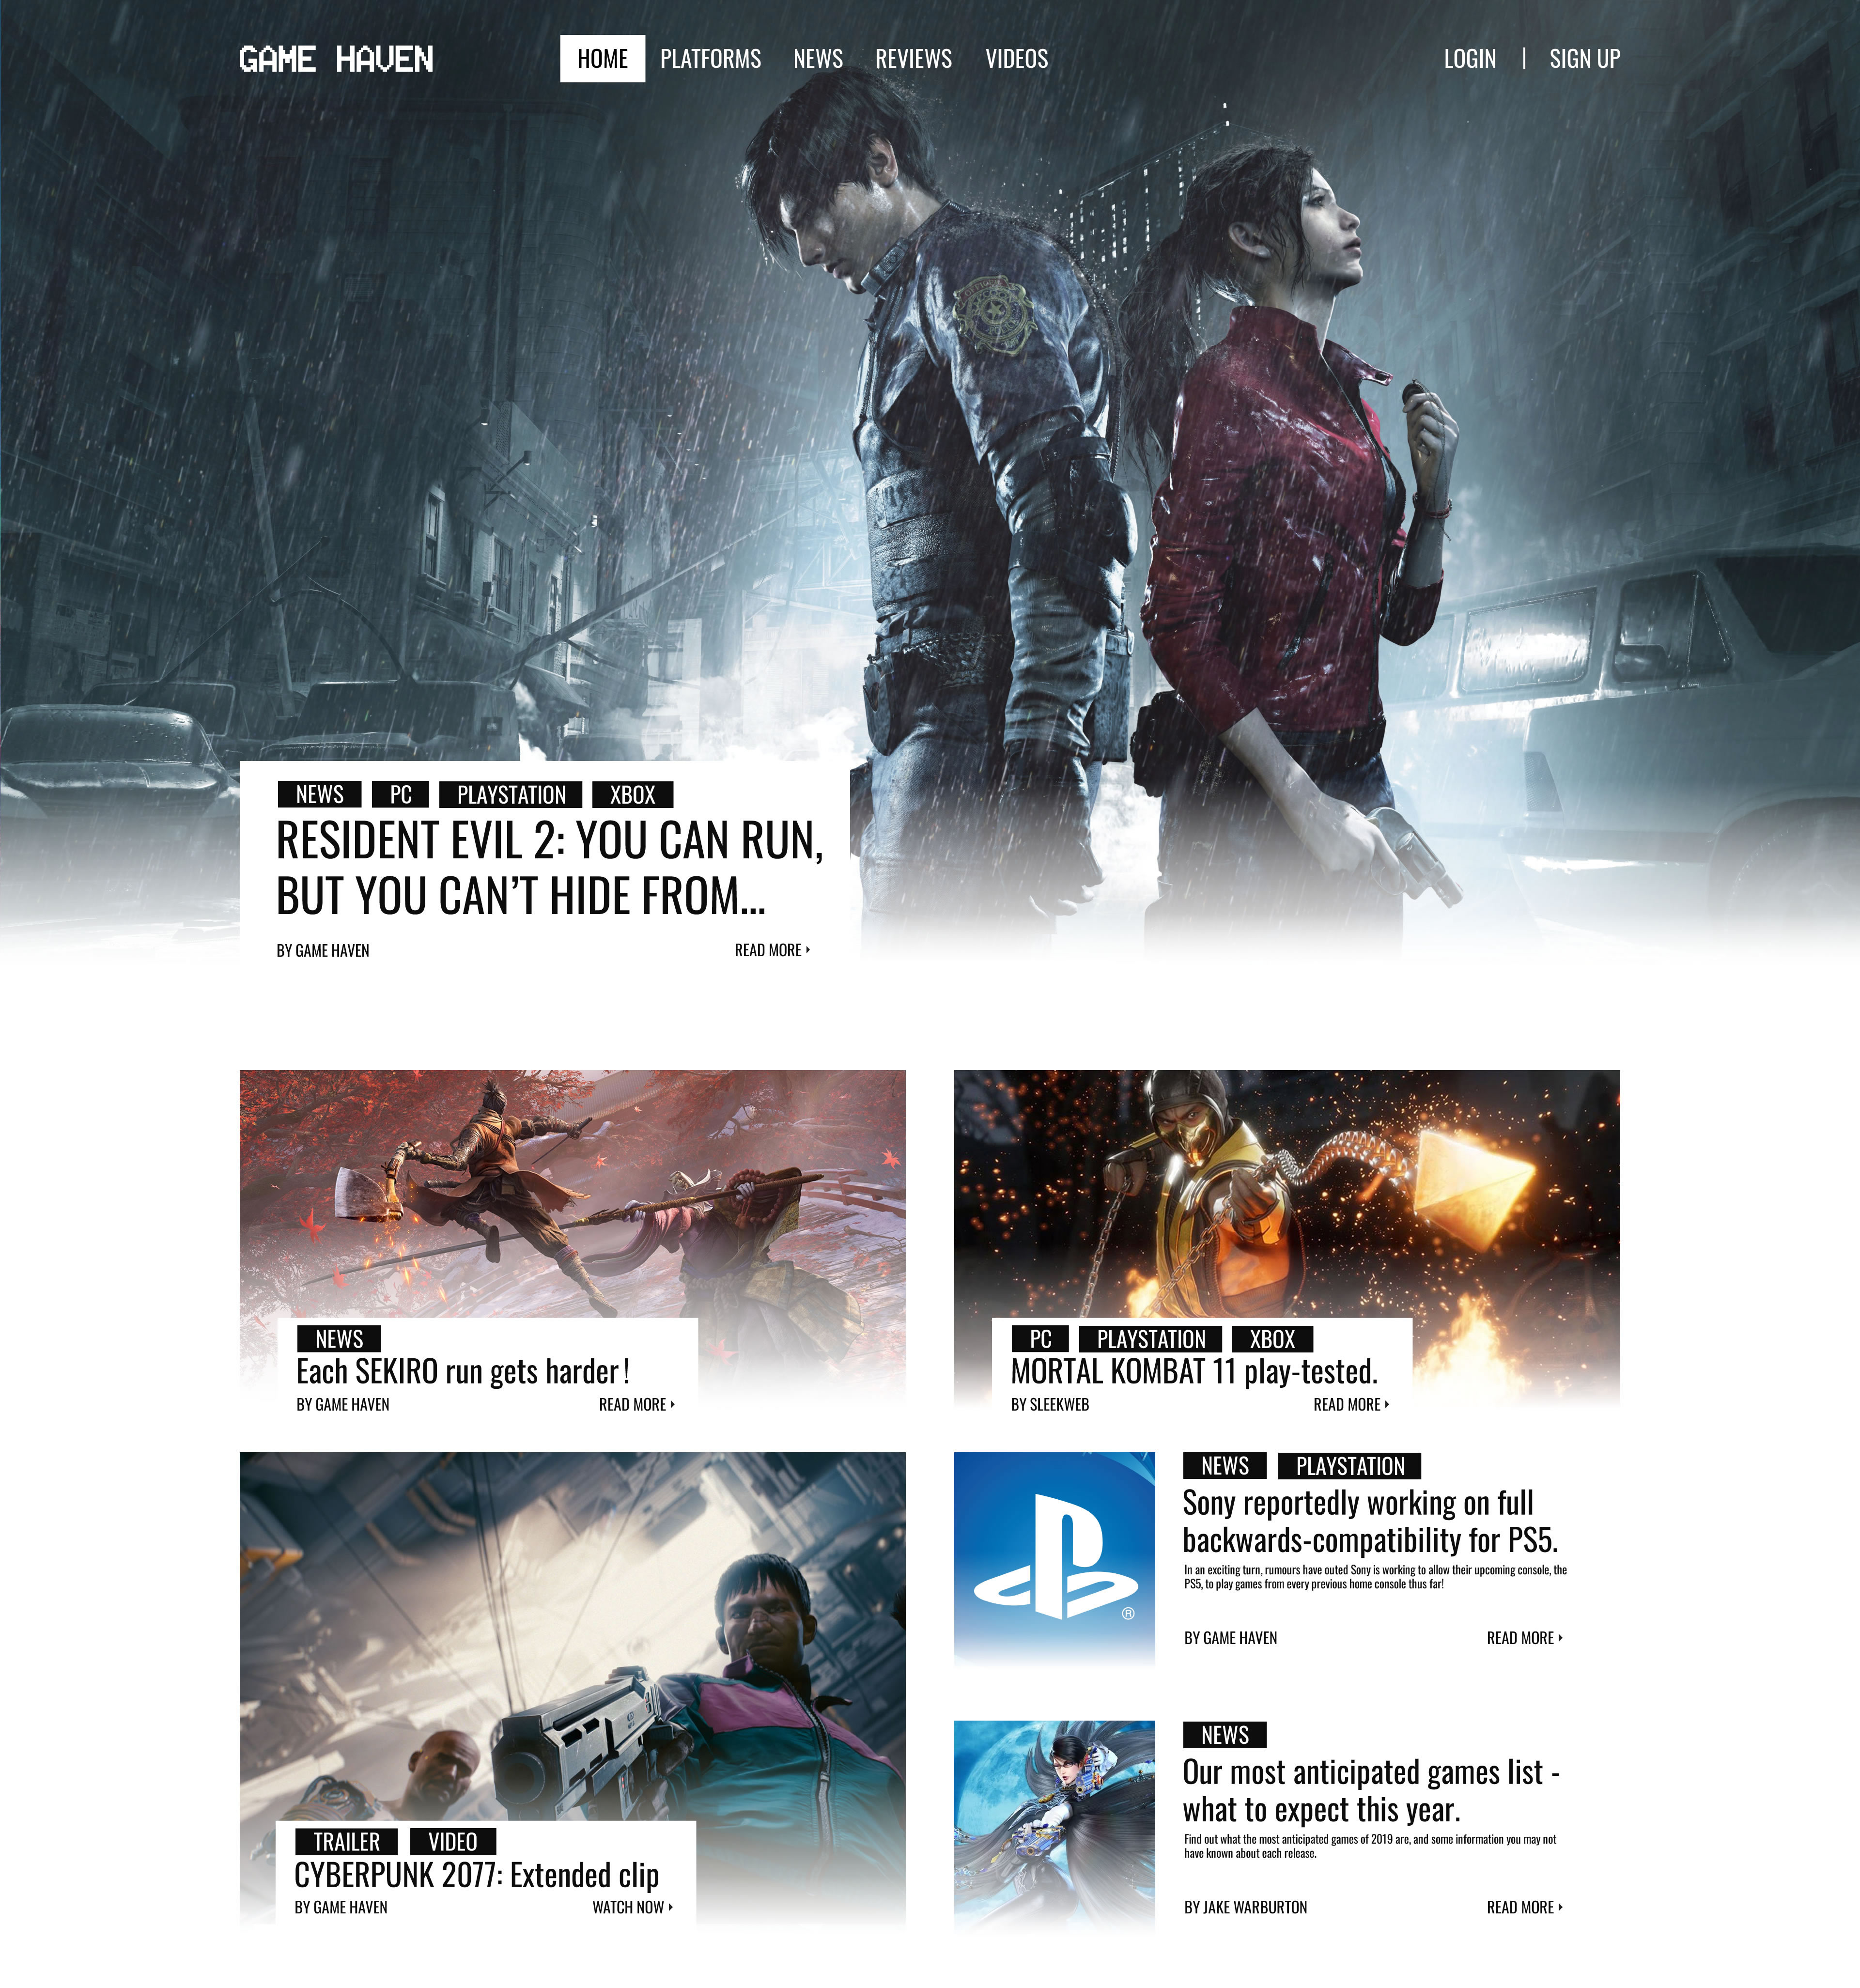 GAME HAVEN
HOME PLATFORMS NEWS REVIEWS VIDEOS
LOGIN | SIGN UP
NEWS PC PLAYSTATION XBOX
RESIDENT EVIL 2: YOU CAN RUN,
BUT YOU CAN’T HIDE FROM...
BY GAME HAVEN READ MORE
NEWS
Each SEKIRO run gets harder!
BY GAME HAVEN READ MORE
PC PLAYSTATION XBOX
MORTAL KOMBAT 11 play-tested.
BY SLEEKWEB READ MORE
TRAILER VIDEO
CYBERPUNK 2077: Extended clip
BY GAME HAVEN WATCH NOW
®
NEWS PLAYSTATION
Sony reportedly working on full
backwards-compatibility for PS5.
In an exciting turn, rumours have outed Sony is working to allow their upcoming console, the
PS5, to play games from every previous home console thus far!
BY GAME HAVEN READ MORE
NEWS
Our most anticipated games list -
what to expect this year.
Find out what the most anticipated games of 2019 are, and some information you may not
have known about each release.
BY JAKE WARBURTON READ MORE